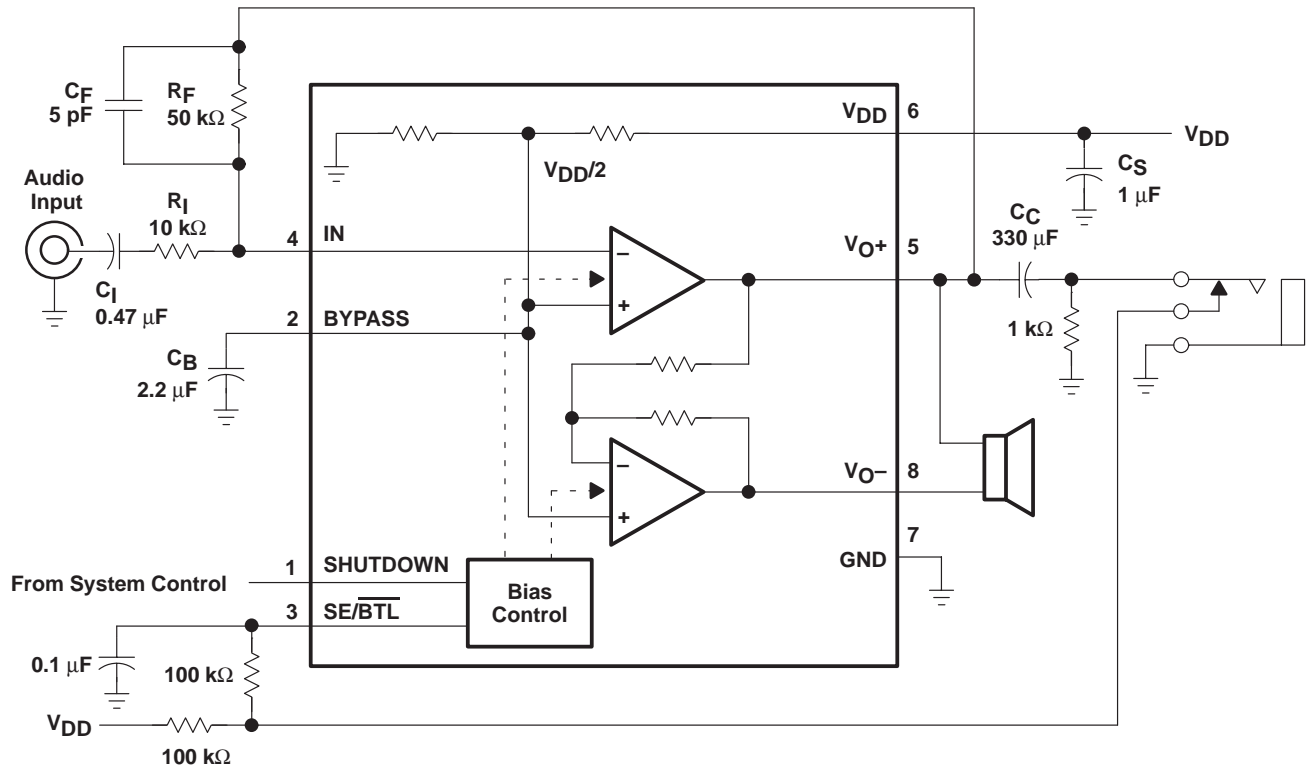 CF
5 pF
RF
50 kΩ
Audio
Input
RI
10 kΩ
CI
0.47 μF
CB
2.2 μF
4
IN
2
BYPASS
VDD/2
VDD
6
VDD
CS
1 μF
CC
330 μF
VO+
5
1 kΩ
−
+
−
+
VO−
8
7
GND
From System Control
1
SHUTDOWN
3
SE/BTL
Bias
Control
0.1 μF
100 kΩ
VDD
100 kΩ